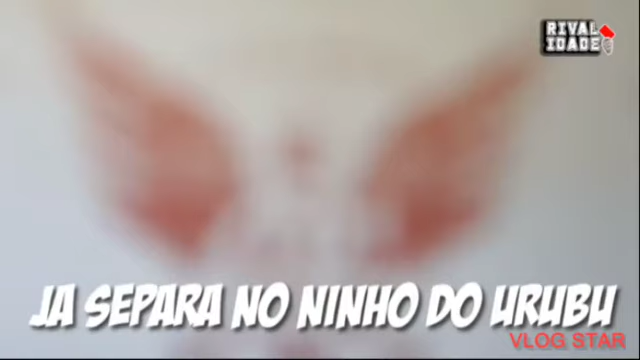 RIVAL
IDADE
JA SEPARA NO NINHO DO URUBU
VLOG STAR